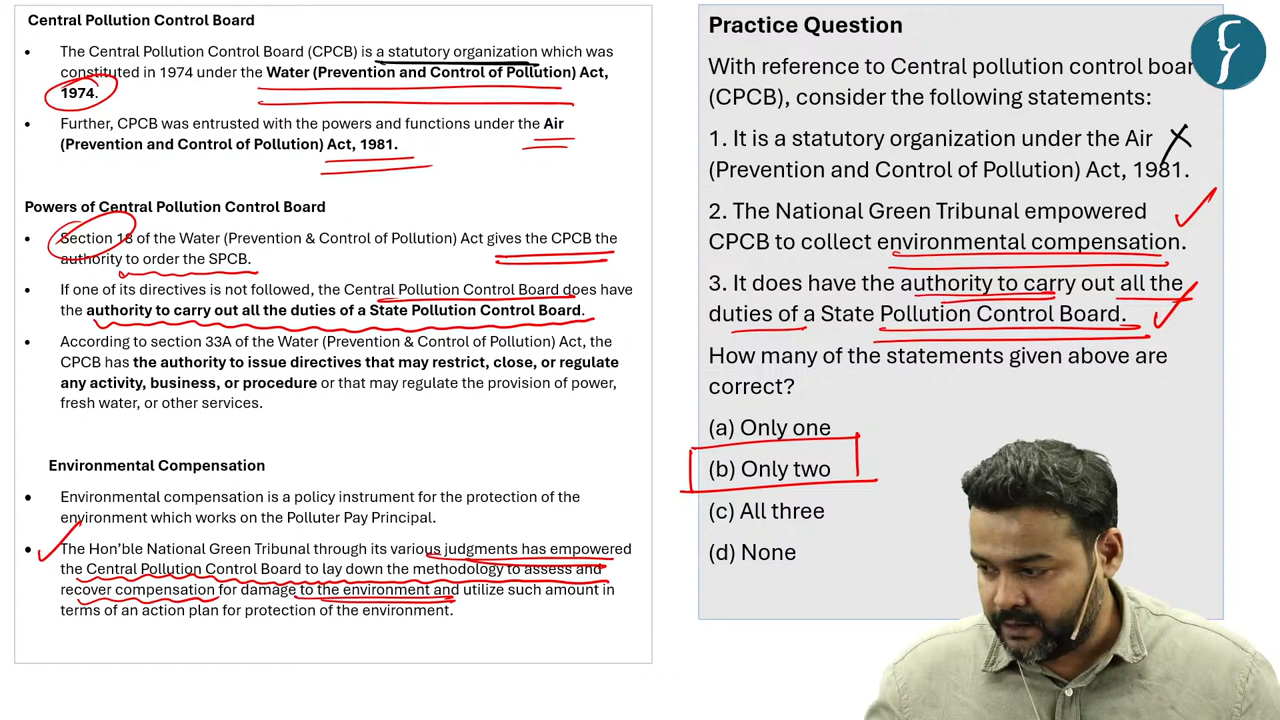 Central Pollution Control Board
• The Central Pollution Control Board (CPCB) is a statutory organization which was
constituted in 1974 under the Water (Prevention and Control of Pollution) Act,
1974.
• Further, CPCB was entrusted with the powers and functions under the Air
(Prevention and Control of Pollution) Act, 1981.
Powers of Central Pollution Control Board
• Section 18 of the Water (Prevention & Control of Pollution) Act gives the CPCB the
authority to order the SPCB.
• If one of its directives is not followed, the Central Pollution Control Board does have
the authority to carry out all the duties of a State Pollution Control Board.
• According to section 33A of the Water (Prevention & Control of Pollution) Act, the
CPCB has the authority to issue directives that may restrict, close, or regulate
any activity, business, or procedure or that may regulate the provision of power,
fresh water, or other services.
Environmental Compensation
• Environmental compensation is a policy instrument for the protection of the
environment which works on the Polluter Pay Principal.
• The Hon’ble National Green Tribunal through its various judgments has empowered
the Central Pollution Control Board to lay down the methodology to assess and
recover compensation for damage to the environment and utilize such amount in
terms of an action plan for protection of the environment.
Practice Question
With reference to Central pollution control boar
(CPCB), consider the following statements:
1. It is a statutory organization under the Air
(Prevention and Control of Pollution) Act, 1981.
2. The National Green Tribunal empowered
CPCB to collect environmental compensation.
3. It does have the authority to carry out all the
duties of a State Pollution Control Board.
How many of the statements given above are
correct?
(a) Only one
(b) Only two
(c) All three
(d) None